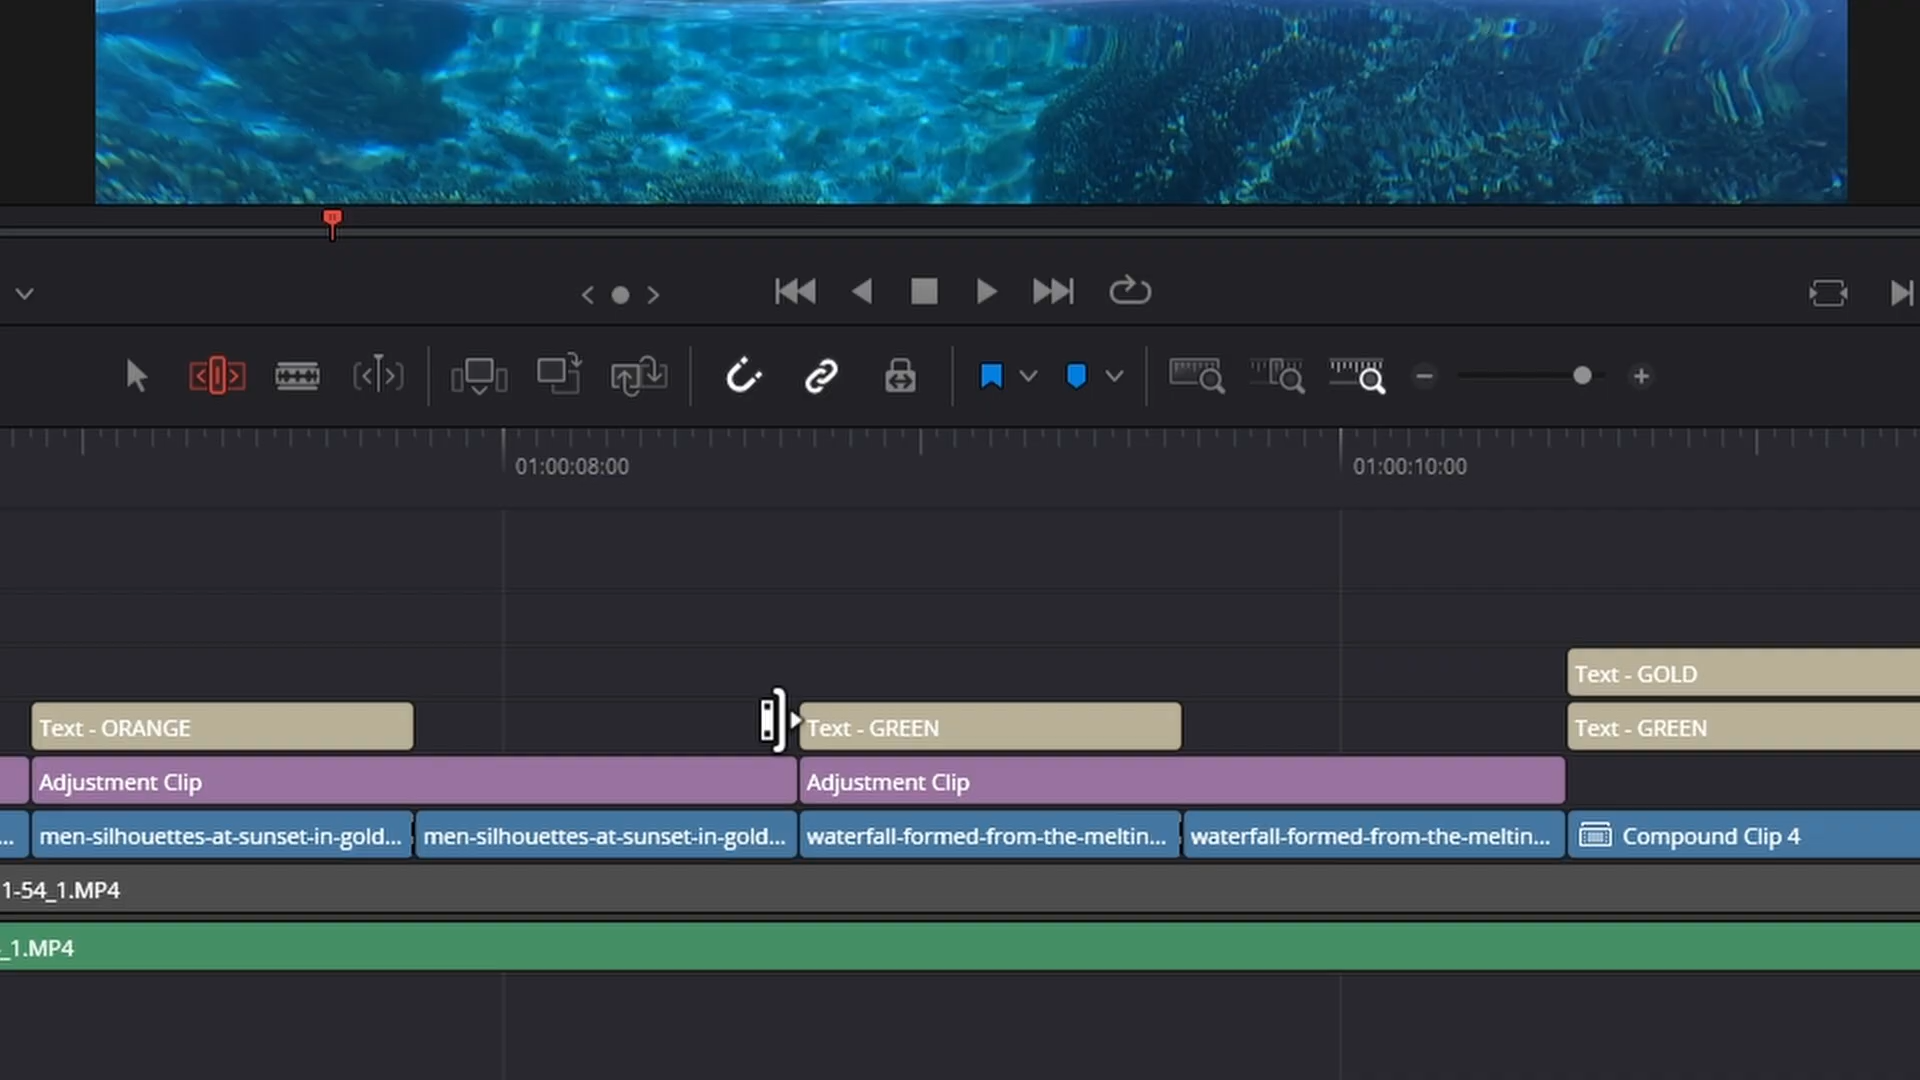 01:00:08:00
01:00:10:00
Text - GOLD
Text - ORANGE
Text - GREEN
Text - GREEN
Adjustment Clip
Adjustment Clip
...
men-silhouettes-at-sunset-in-gold...
men-silhouettes-at-sunset-in-gold...
waterfall-formed-from-the-meltin...
waterfall-formed-from-the-meltin...
Compound Clip 4
1-54_1.MP4
_1.MP4